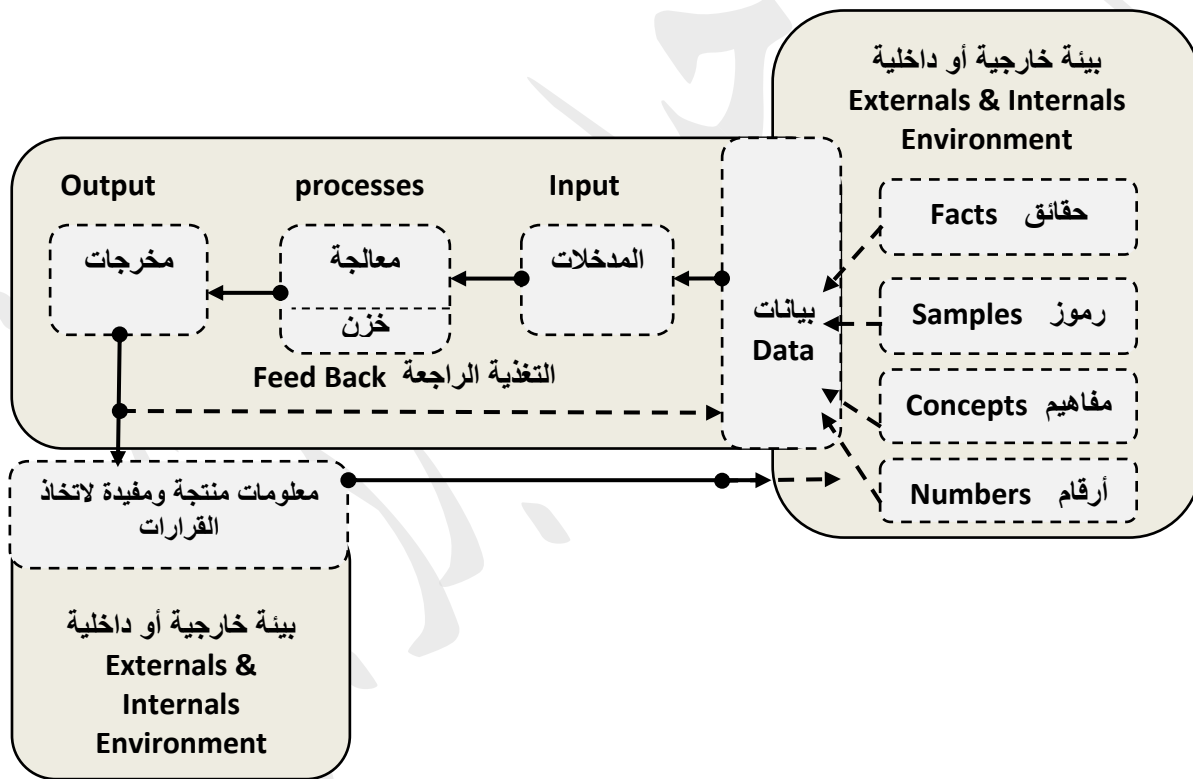 بيئة خارجية أو داخلية
Externals & Internals
Environment
حقائق Facts
رموز Samples
مفاهيم Concepts
أرقام Numbers
بيانات
Data
Input
المدخلات
processes
معالجة
خزن
Output
مخرجات
التغذية الراجعة Feed Back
معلومات منتجة ومفيدة لاتخاذ
القرارات
بيئة خارجية أو داخلية
Externals &
Internals
Environment